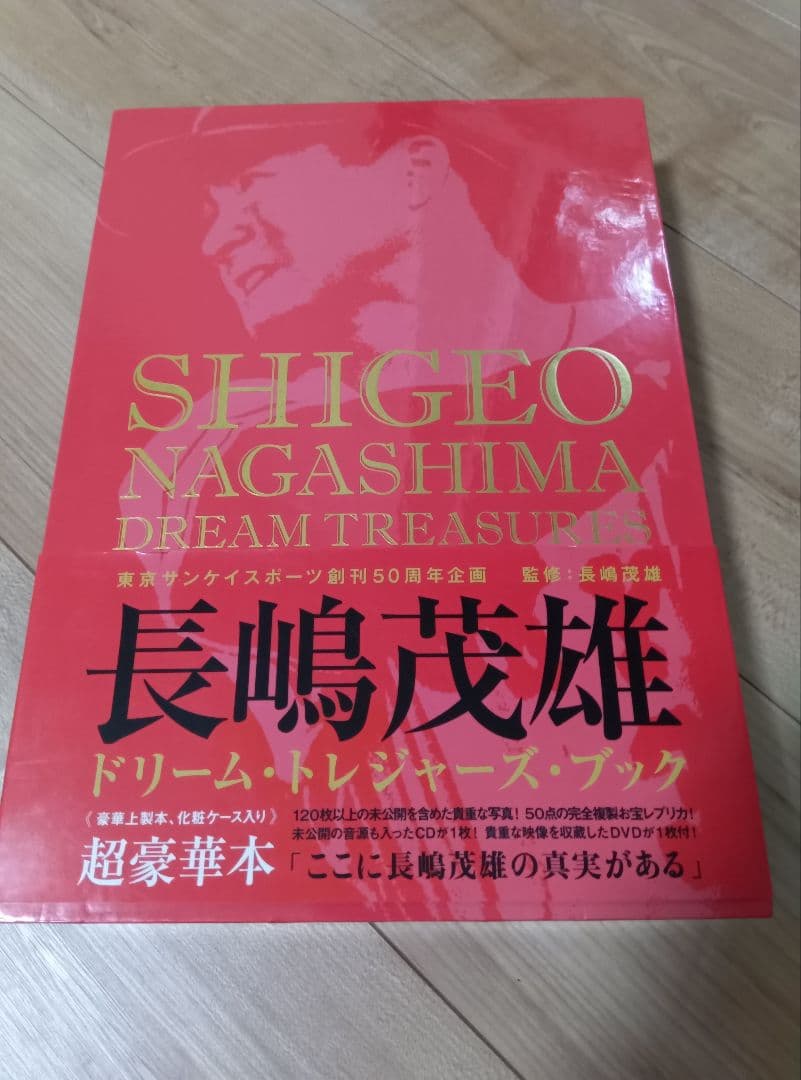 SHIGEO
NAGASHIMA
DREAM TREASURES
東京サンケイスポーツ創刊50周年企画　監修：長嶋茂雄
長嶋茂雄
ドリーム・トレジャーズ・ブック
《 豪華上製本、化粧ケース入り 》
超豪華本
120枚以上の未公開を含めた貴重な写真！50点の完全複製お宝レプリカ！
未公開の音源も入ったCDが1枚！貴重な映像を収蔵したDVDが1枚付！
「ここに長嶋茂雄の真実がある」